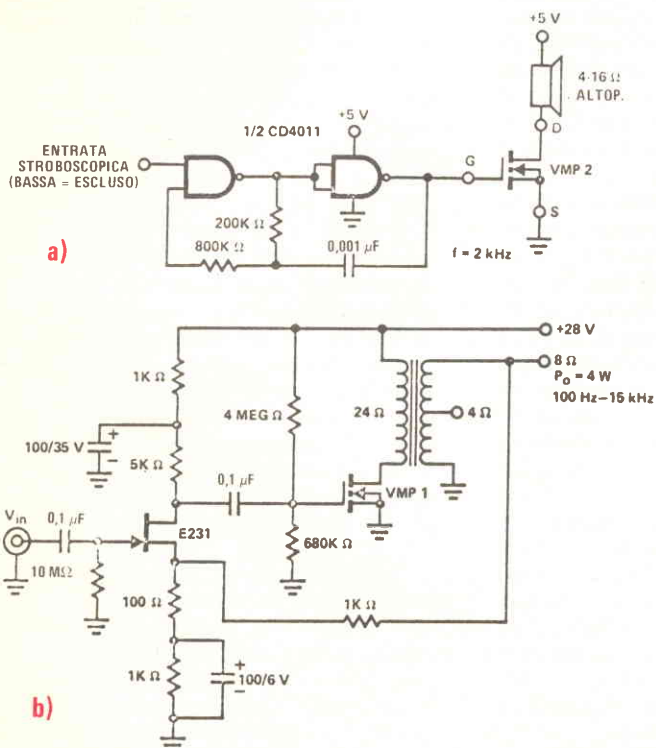 +5 V
4-16 Ω
ALTOP.
D
+5 V
1/2 CD4011
ENTRATA
STROBOSCOPICA
(BASSA = ESCLUSO)
G
VMP 2
200K Ω
S
a)
800K Ω
0,001 µF
f = 2 kHz
+28 V
1K Ω
8 Ω
P₀ = 4 W
100 Hz–15 kHz
4 MEG Ω
24 Ω
4 Ω
100/35 V
+
–
5K Ω
0,1 µF
VMP 1
Vin
0,1 µF
E231
680K Ω
10 MΩ
100 Ω
1K Ω
1K Ω
+
100/6 V
–
b)